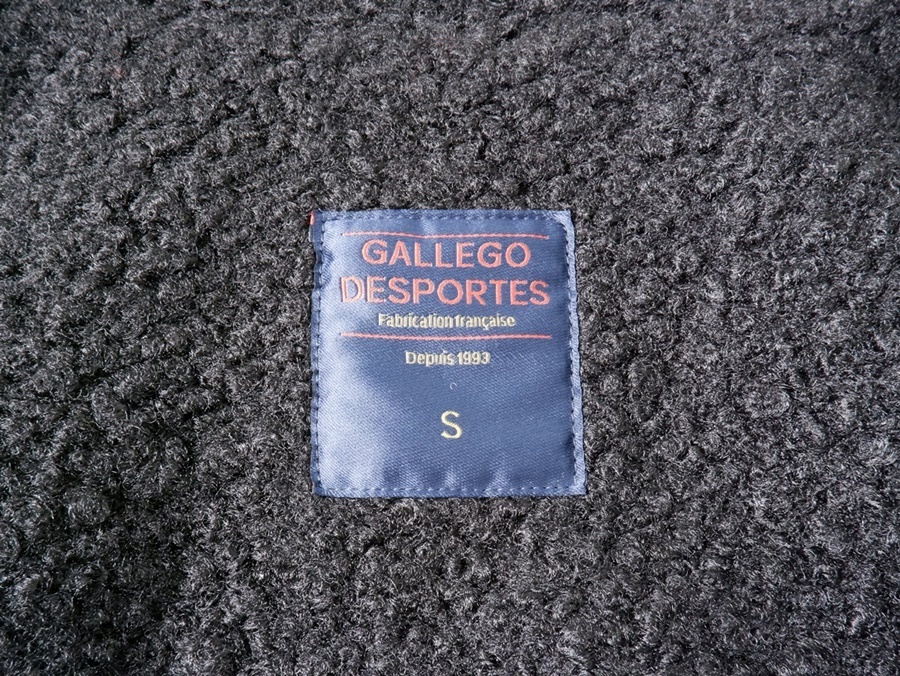 GALLEGO
DESPORTES
Fabrication française
Depuis 1993
S